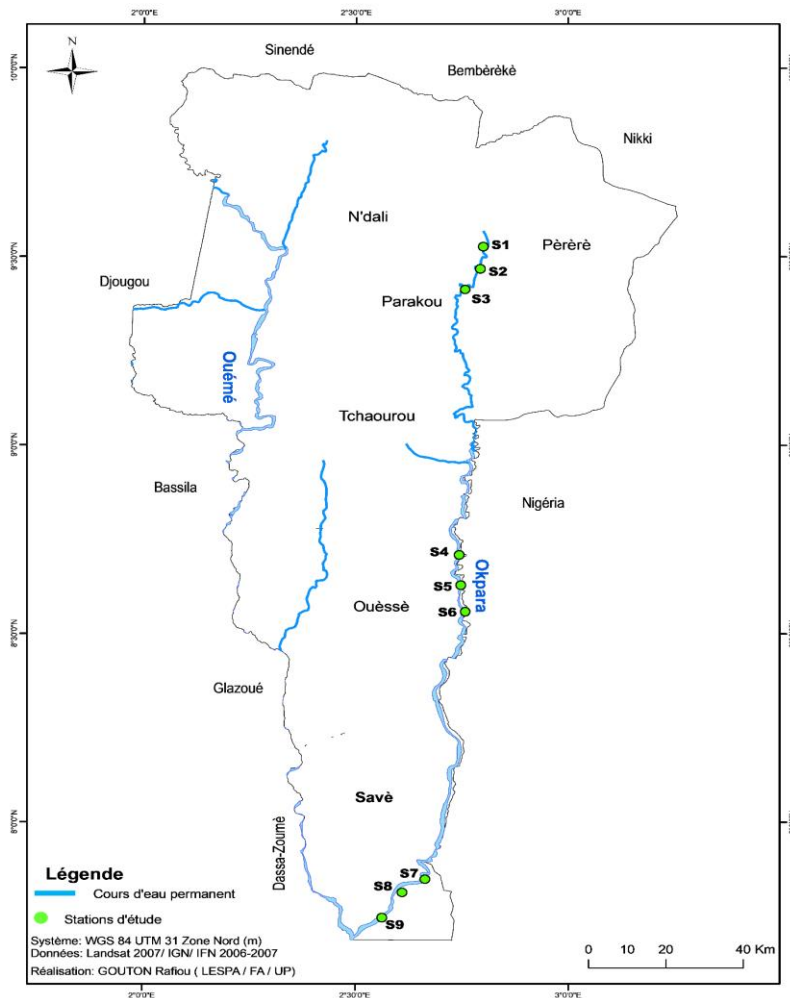 2°0'0"E 2°30'0"E 3°0'0"E
N
Sinendé
Bembèrèkè
10°0'0"N
Nikki
N'dali
S1
Pèrèrè
9°30'0"N
S2
Djougou
S3
Parakou
Ouémé
Tchaourou
9°0'0"N
Bassila
Nigéria
S4
Okpara
S5
Ouèssè
S6
8°30'0"N
Glazoué
Savè
8°0'0"N
Dassa-Zoumé
S7
S8
S9
Légende
Cours d'eau permanent
Stations d'étude
Système: WGS 84 UTM 31 Zone Nord (m)
Données: Landsat 2007/ IGN/ IFN 2006-2007
Réalisation: GOUTON Rafiou ( LESPA / FA / UP)
0 10 20 40 Km
2°0'0"E 2°30'0"E 3°0'0"E